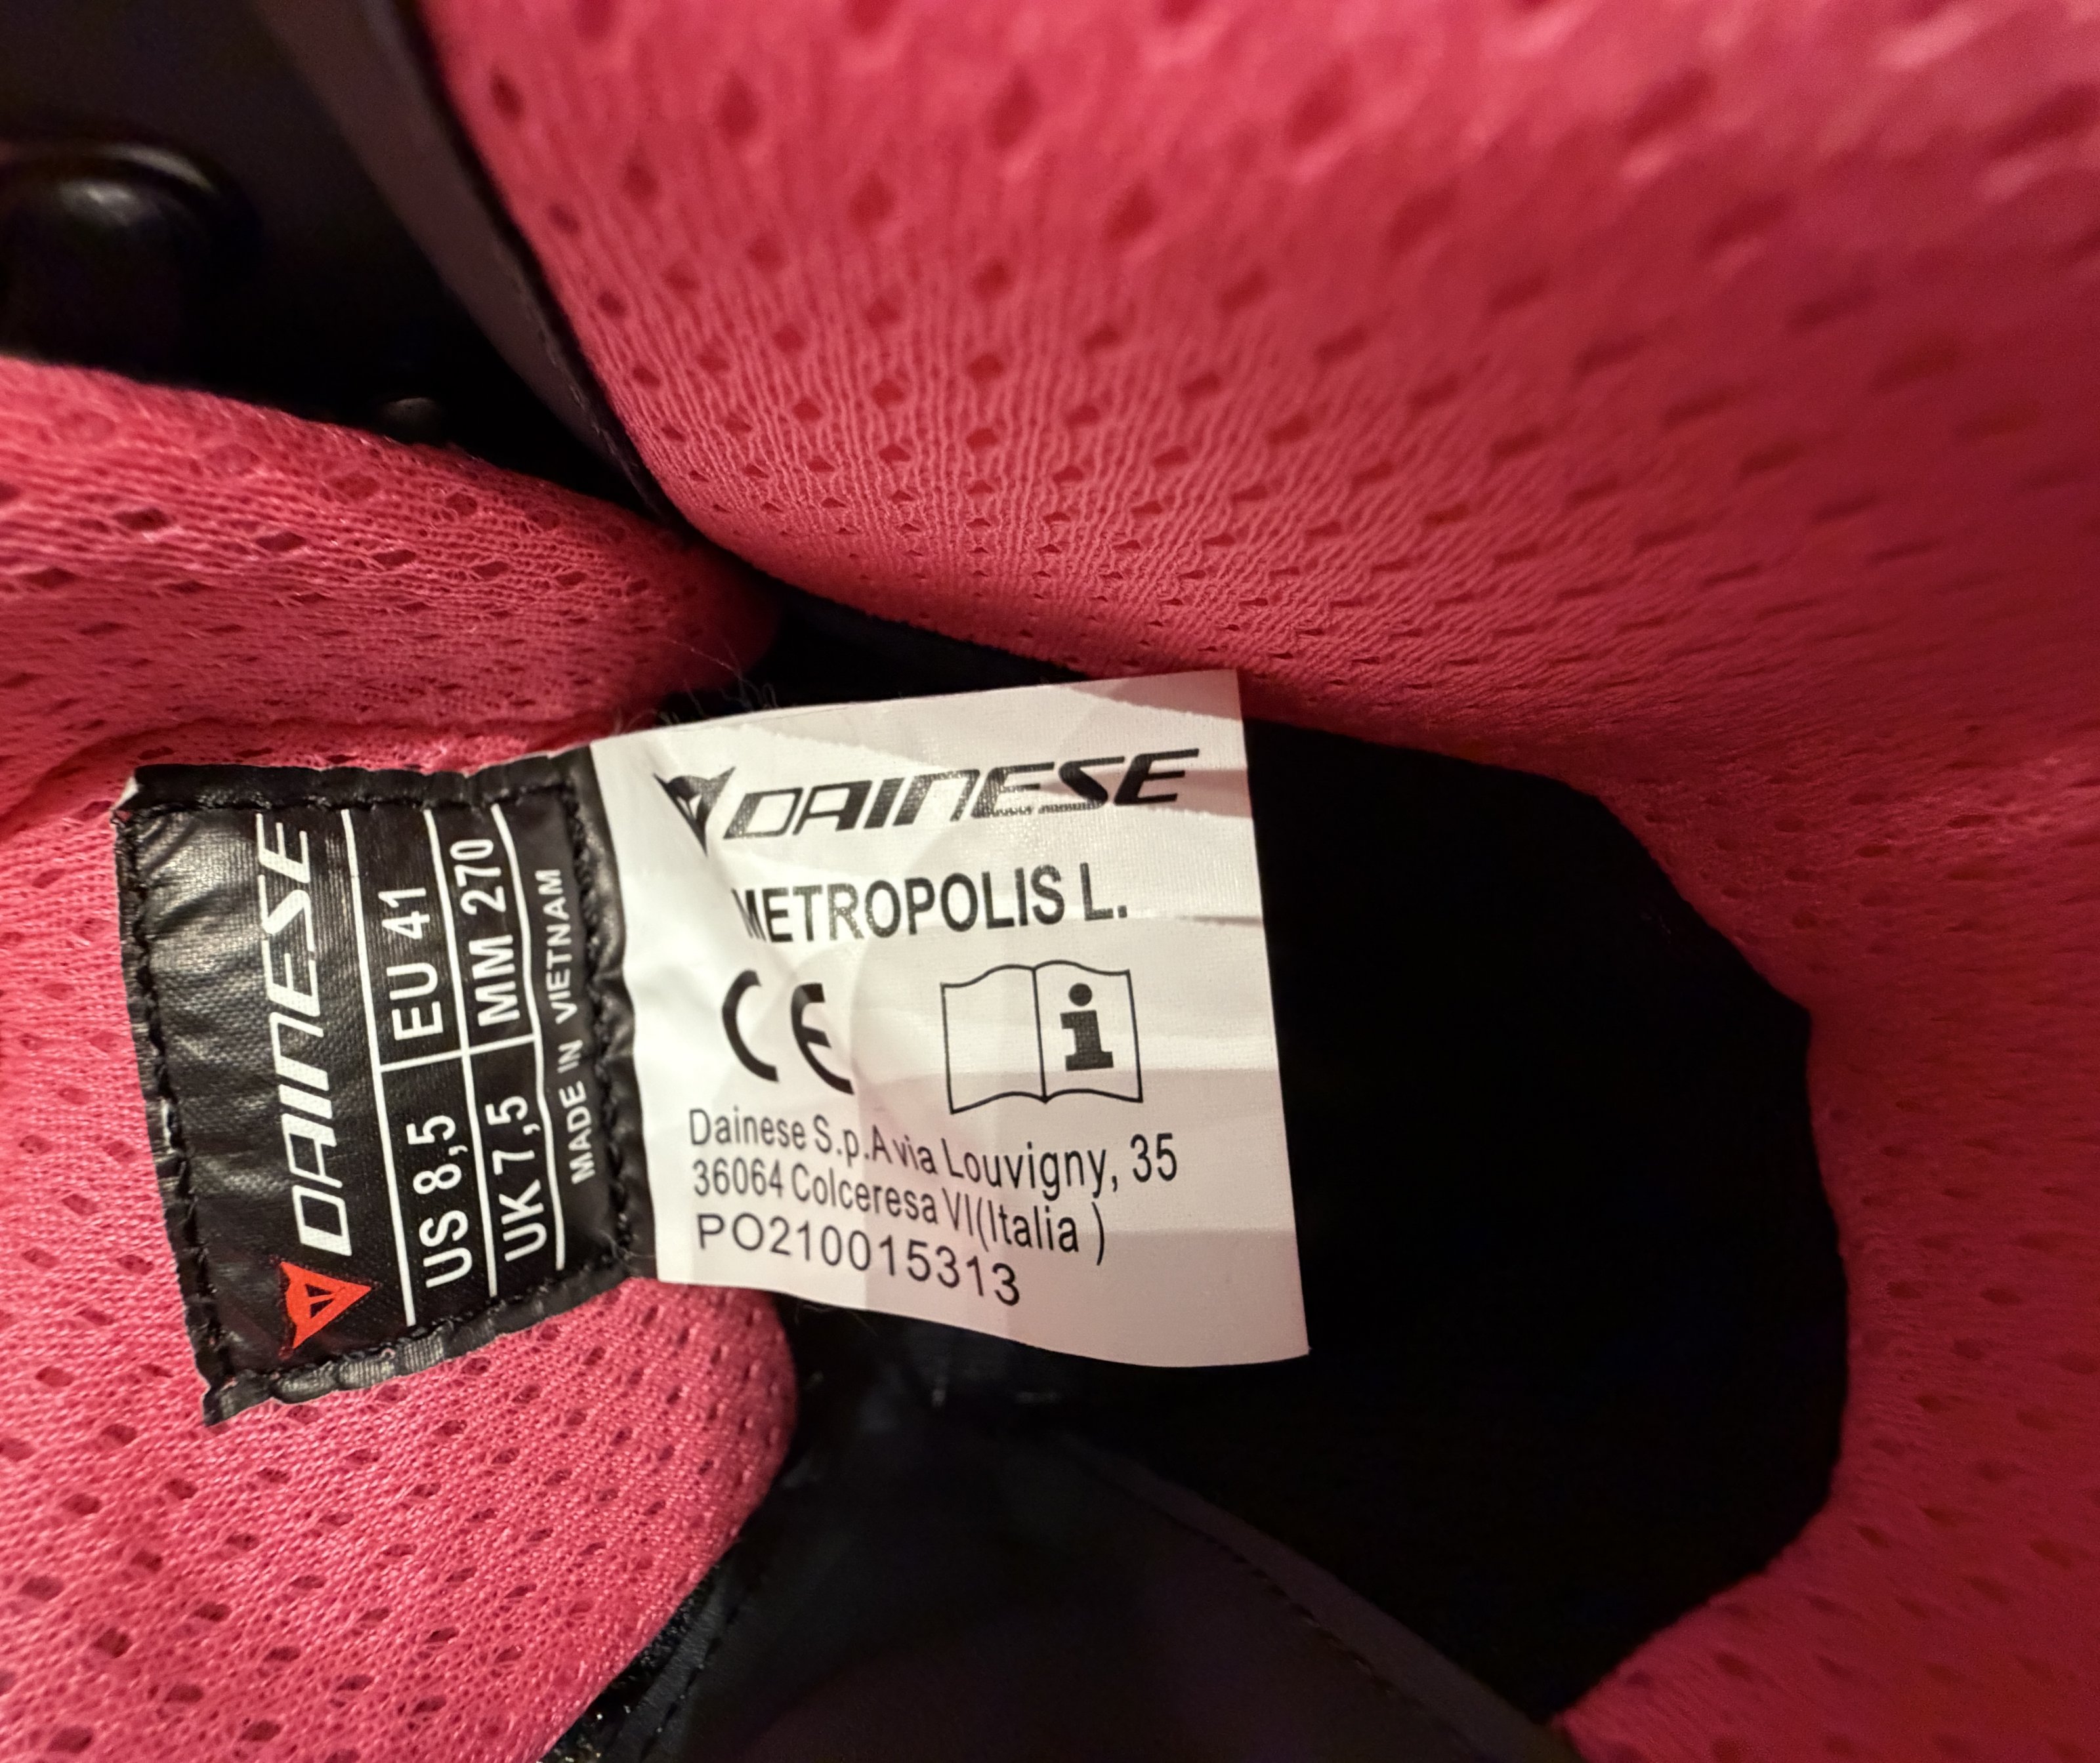 DAINESE
US 8,5 EU 41
UK 7,5 MM 270
MADE IN VIETNAM
DAINESE
METROPOLIS L.
CE
i
Dainese S.p.A via Louvigny, 35
36064 Colceresa VI(Italia )
PO210015313